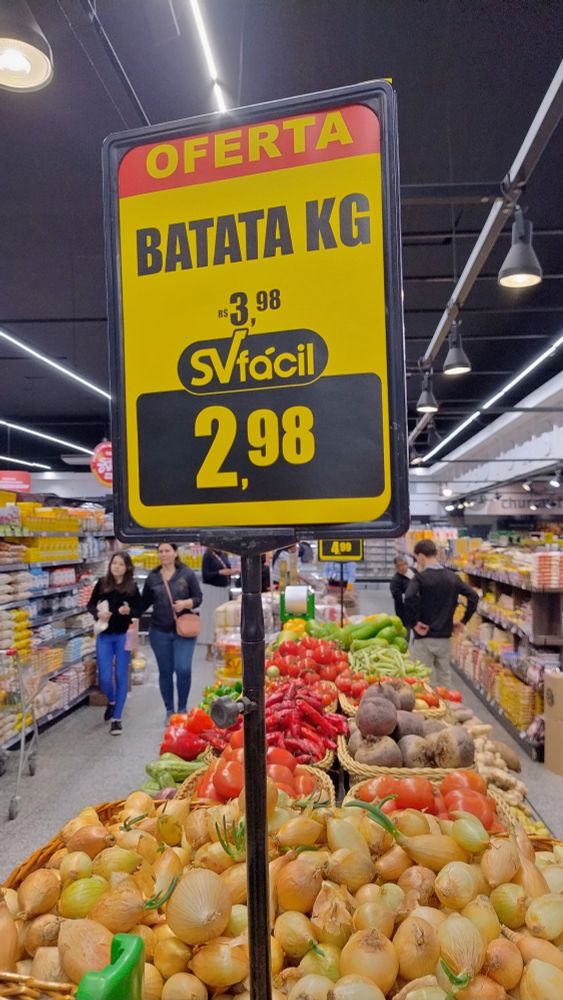 OFERTA
BATATA KG
R$ 3,98
SVfácil
2,98
4,99